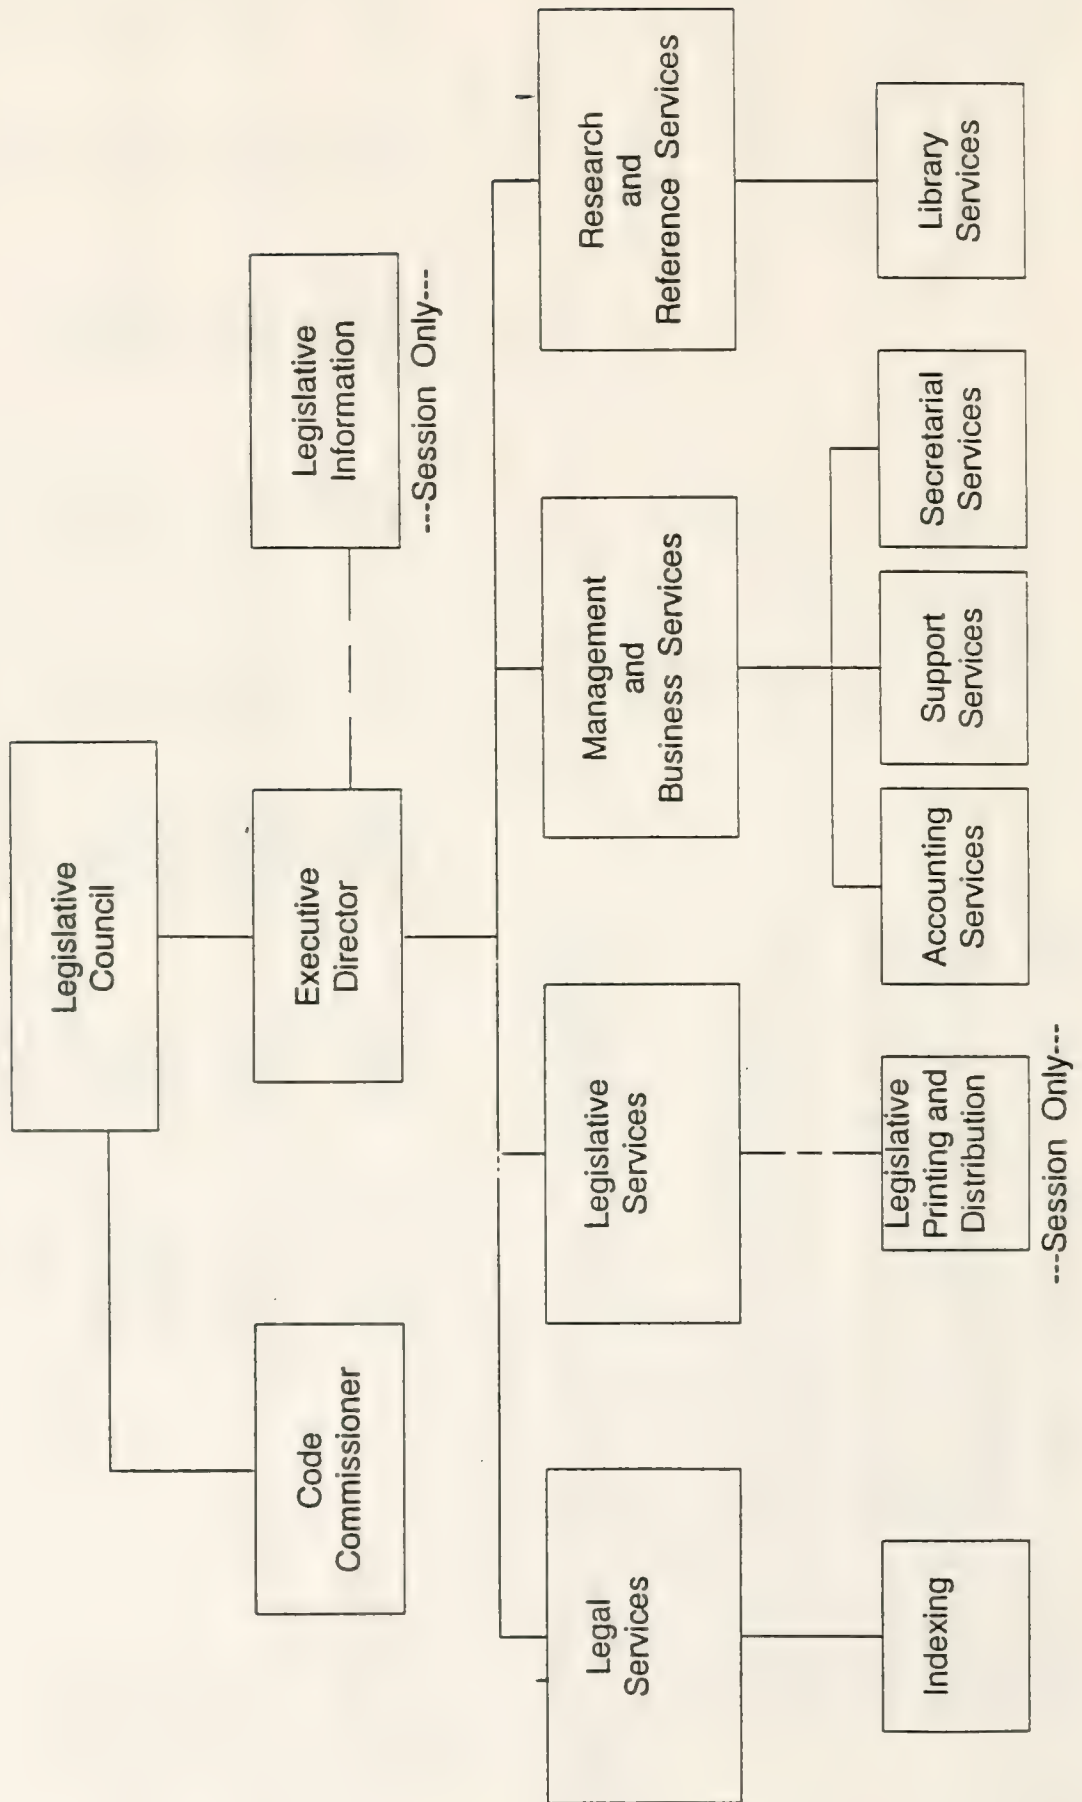 Legislative
Council
Code
Commissioner
Executive
Director
Legislative
Information
---Session Only---
Legal
Services
Legislative
Services
Management
and
Business Services
Research
and
Reference Services
Indexing
Legislative
Printing and
Distribution
---Session Only---
Accounting
Services
Support
Services
Secretarial
Services
Library
Services